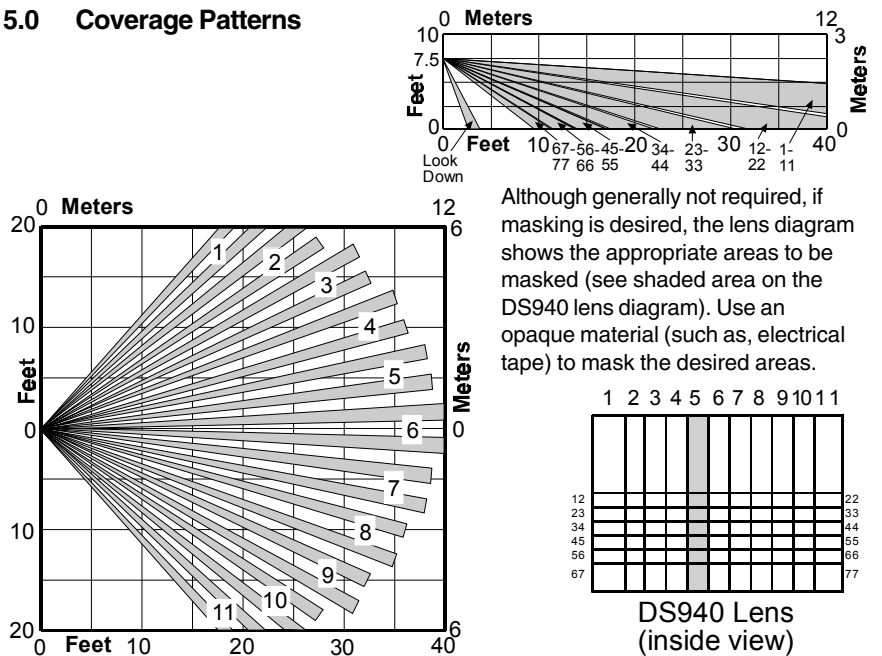 5.0 Coverage Patterns
0 Meters 12
10 3
7.5
Feet
Meters
0 0
Look
Down
Feet 10 67- 56- 45- 20 34- 23- 30 12- 1- 40
77 66 55 44 33 22 11
Although generally not required, if
masking is desired, the lens diagram
shows the appropriate areas to be
masked (see shaded area on the
DS940 lens diagram). Use an
opaque material (such as, electrical
tape) to mask the desired areas.
0 Meters 12
20 6
1
2
3
10
4
Feet
5
Meters
0 6 0
7
10 8
9
10
11
20 6
0 Feet 10 20 30 40
1 2 3 4 5 6 7 8 9 10 11
12 22
23 33
34 44
45 55
56 66
67 77
DS940 Lens
(inside view)